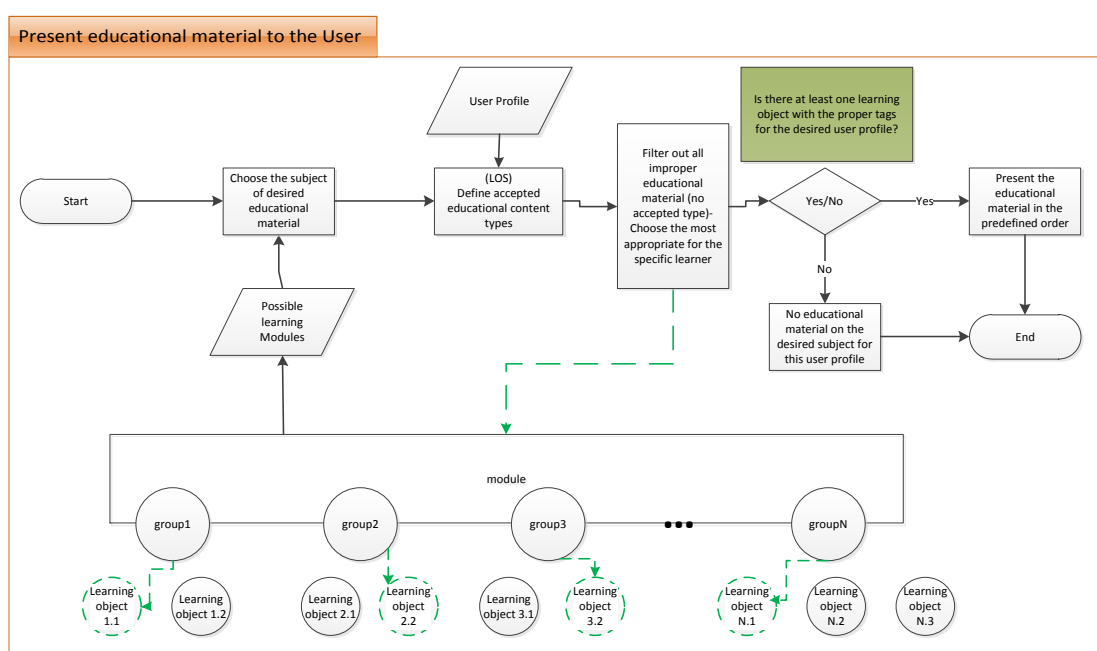 Present educational material to the User
User Profile
Is there at least one learning
object with the proper tags
for the desired user profile?
Start
Choose the subject
of desired
educational
material
(LOS)
Define accepted
educational content
types
Filter out all
improper
educational
material (no
accepted type)-
Choose the most
appropriate for the
specific learner
Yes/No
Yes
Present the
educational
material in the
predefined order
No
Possible
learning
Modules
No educational
material on the
desired subject for
this user profile
End
module
group1
group2
group3
...
groupN
Learning
object
1.1
Learning
object 1.2
Learning
object 2.1
Learning
object
2.2
Learning
object 3.1
Learning
object
3.2
Learning
object
N.1
Learning
object
N.2
Learning
object
N.3